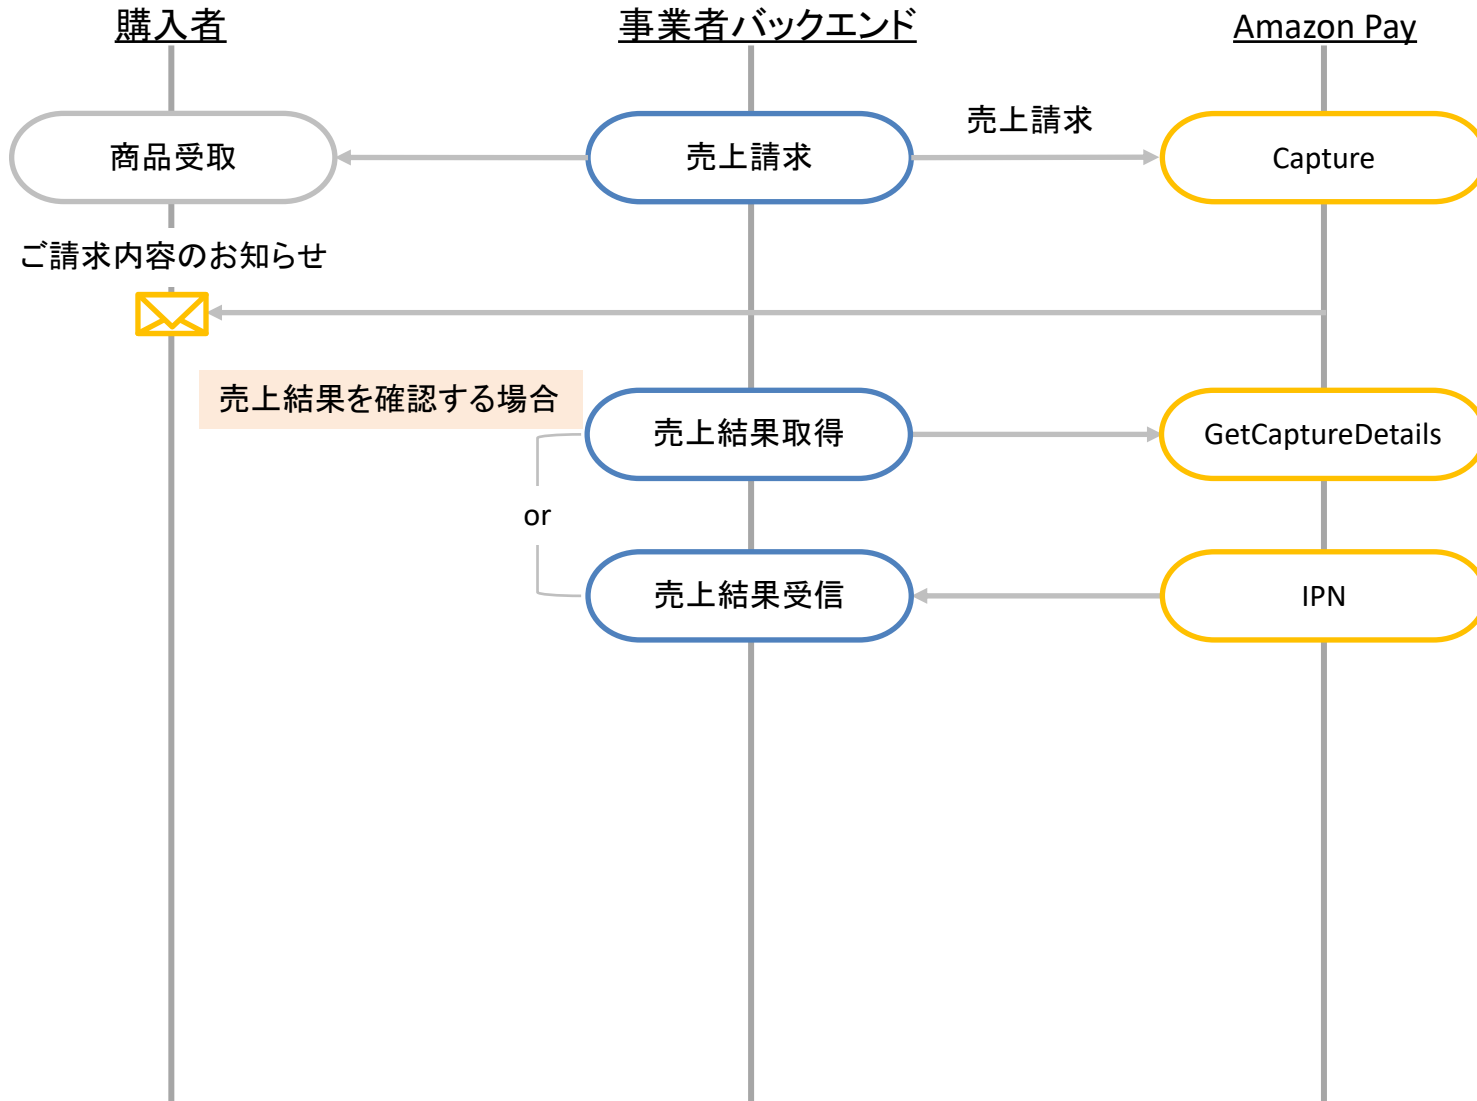 購入者
事業者バックエンド
Amazon Pay
商品受取
売上請求
売上請求
Capture
ご請求内容のお知らせ
売上結果を確認する場合
売上結果取得
GetCaptureDetails
or
売上結果受信
IPN